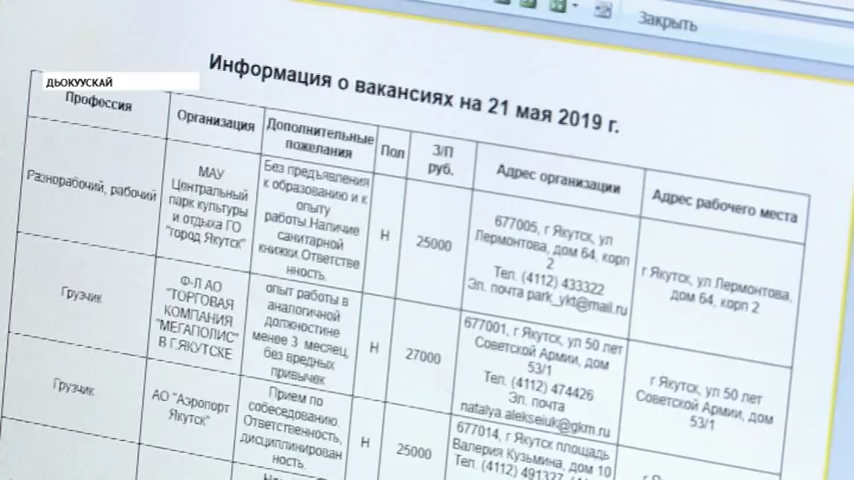 Закрыть
ДЬОКУУСКАЙ
Информация о вакансиях на 21 мая 2019 г.
Профессия
Организация
Дополнительные
пожелания
Пол
З/П
руб.
Адрес организации
Адрес рабочего места
Разнорабочий, рабочий
МАУ
Центральный
парк культуры
и отдыха ГО
"город Якутск"
Без предъявления
к образованию и к
опыту
работы.Наличие
санитарной
книжки.Ответстве
нность.
Н
25000
677005, г Якутск, ул
Лермонтова, дом 64, корп
2
Тел. (4112) 433322
Эл. почта park_ykt@mail.ru
г Якутск, ул Лермонтова,
дом 64, корп 2
Грузчик
Ф-Л АО
"ТОРГОВАЯ
КОМПАНИЯ
"МЕГАПОЛИС"
В Г.ЯКУТСКЕ
опыт работы в
аналогичной
должностине
менее 3 месяец,
без вредных
привычек
Н
27000
677001, г Якутск, ул 50 лет
Советской Армии, дом
53/1
Тел. (4112) 474426
Эл. почта
natalya.alekseiuk@gkm.ru
г Якутск, ул 50 лет
Советской Армии, дом
53/1
Грузчик
АО "Аэропорт
Якутск"
Прием по
собеседованию.
Ответственность,
дисциплинирован
ность.
Н
25000
677014, г Якутск площадь
Валерия Кузьмина, дом 10
Тел. (4112) 491327,